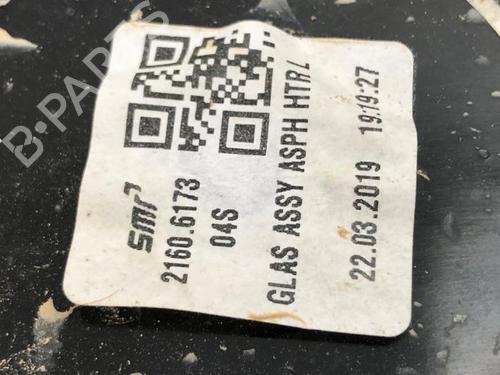 smr
2160.6173
04S
GLAS ASSY ASPH HTR/
22.03.2019 19:19:27
B-PARTS